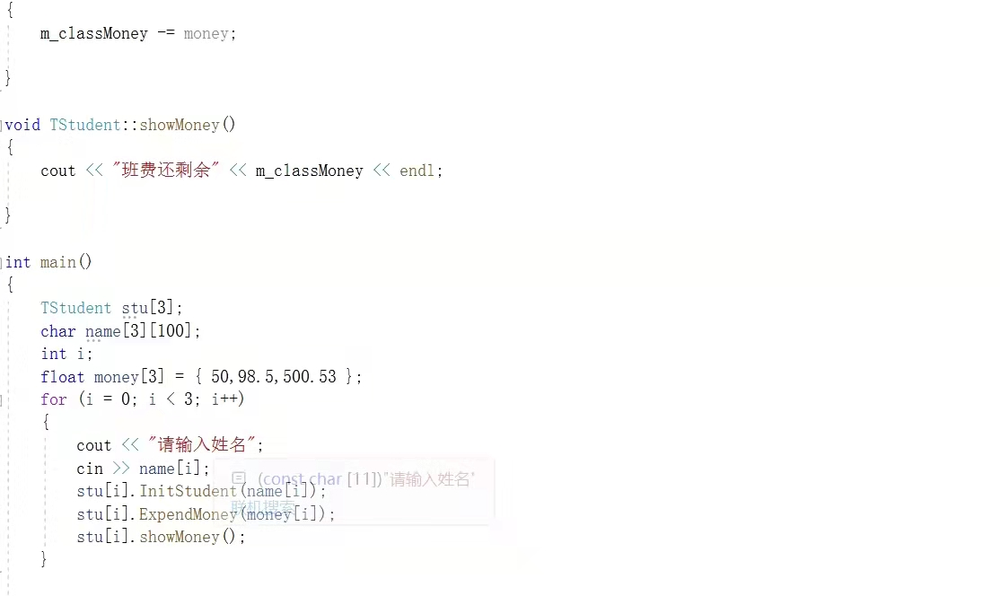 {
m_classMoney -= money;
}
void TStudent::showMoney()
{
cout << "班费还剩余" << m_classMoney << endl;
}
int main()
{
TStudent stu[3];
char name[3][100];
int i;
float money[3] = { 50,98.5,500.53 };
for (i = 0; i < 3; i++)
{
cout << "请输入姓名";
cin >> name[i];
(const char [11])"请输入姓名"
stu[i].InitStudent(name[i]);
联机搜索
stu[i].ExpendMoney(money[i]);
stu[i].showMoney();
}